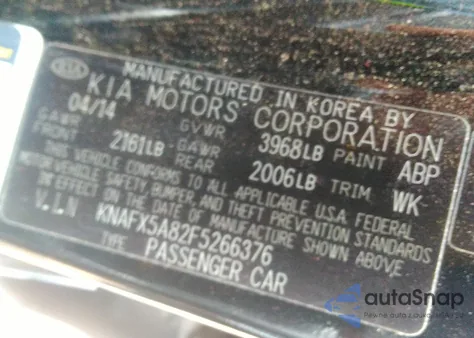 KIA
MANUFACTURED IN KOREA BY
KIA MOTORS CORPORATION
04/14 GVWR 3968LB PAINT ABP
GAWR FRONT 2161LB GAWR REAR 2006LB TRIM WK
THIS VEHICLE CONFORMS TO ALL APPLICABLE U.S.A. FEDERAL
MOTOR VEHICLE SAFETY, BUMPER, AND THEFT PREVENTION STANDARDS
IN EFFECT ON THE DATE OF MANUFACTURE SHOWN ABOVE.
V.I.N KNAFX5A82F5266376
TYPE PASSENGER CAR
autoSnap